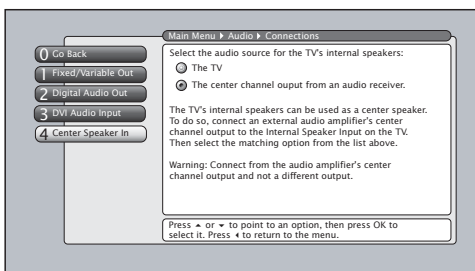 Main Menu Audio Connections
0 Go Back
1 Fixed/Variable Out
2 Digital Audio Out
3 DVI Audio Input
4 Center Speaker In
Select the audio source for the TV's internal speakers:
The TV
The center channel ouput from an audio receiver.
The TV's internal speakers can be used as a center speaker.
To do so, connect an external audio amplifier's center
channel output to the Internal Speaker Input on the TV.
Then select the matching option from the list above.
Warning: Connect from the audio amplifier's center
channel output and not a different output.
Press ▲ or ▼ to point to an option, then press OK to
select it. Press ◀ to return to the menu.